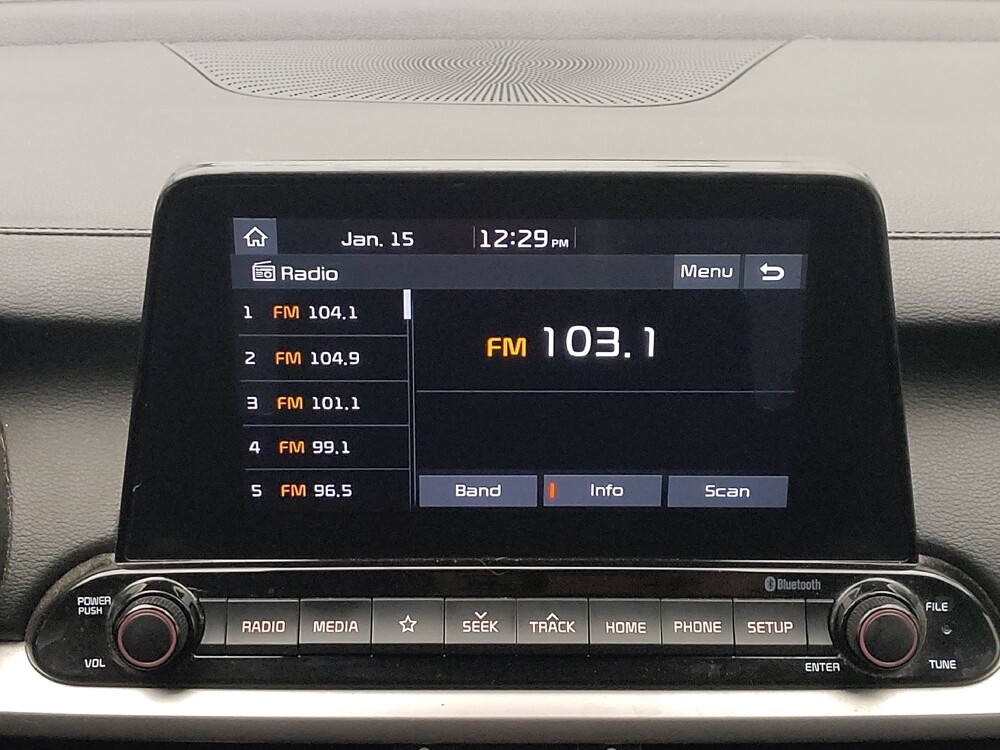 Jan. 15 12:29 PM
Radio Menu
1 FM 104.1
2 FM 104.9
3 FM 101.1
4 FM 99.1
5 FM 96.5
FM 103.1
Band Info Scan
Bluetooth
POWER
PUSH
VOL
RADIO MEDIA SEEK TRACK HOME PHONE SETUP
ENTER
FILE
TUNE